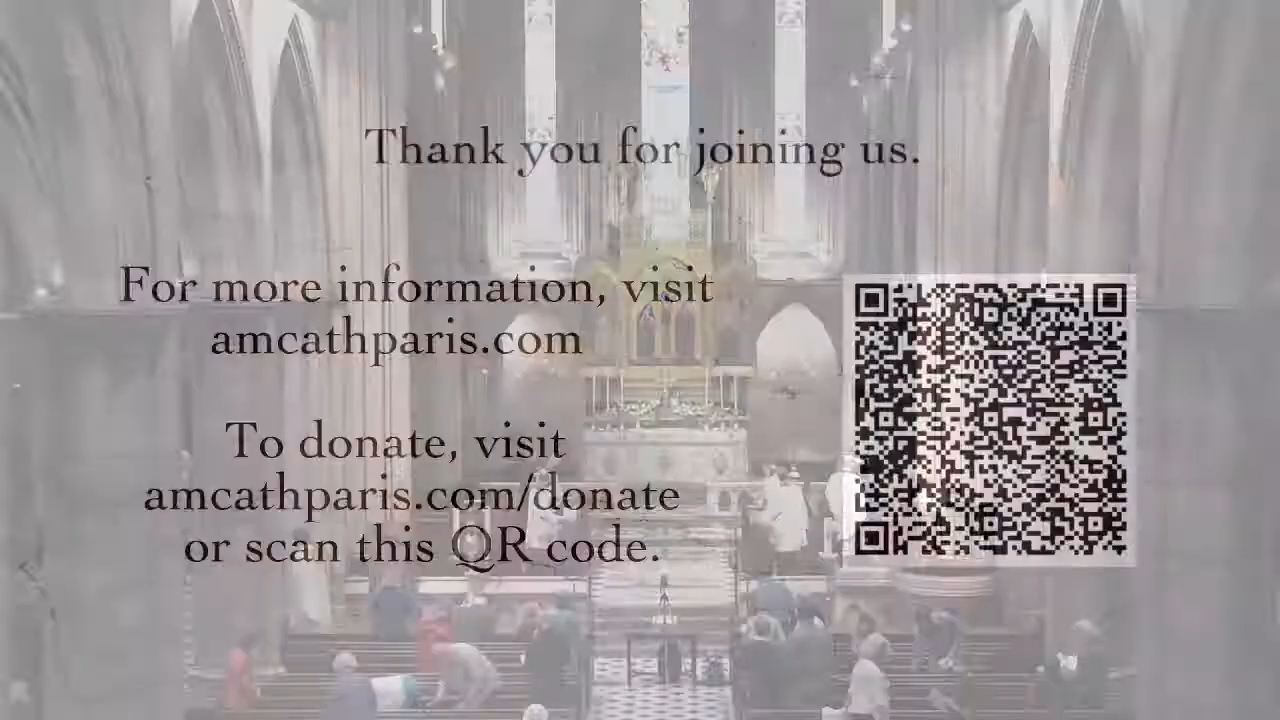 Thank you for joining us.
For more information, visit
amcathparis.com
To donate, visit
amcathparis.com/donate
or scan this QR code.